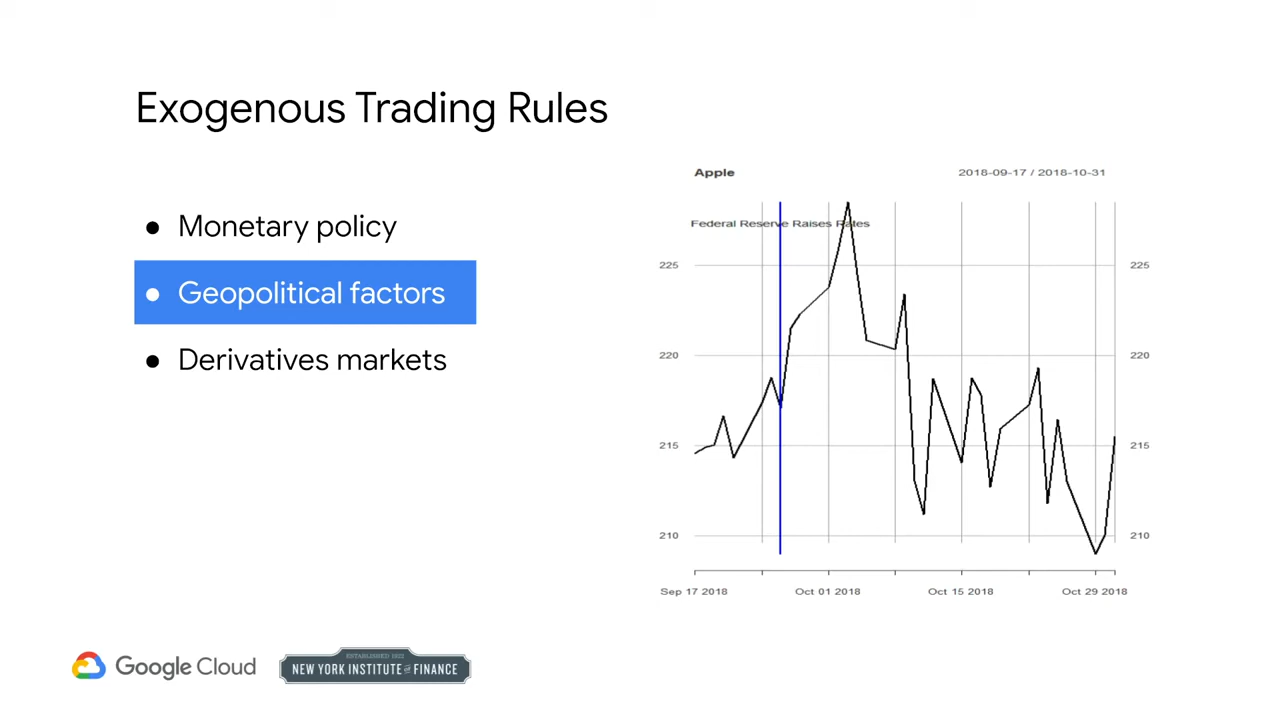 Exogenous Trading Rules
● Monetary policy
● Geopolitical factors
● Derivatives markets
Apple 2018-09-17 / 2018-10-31
Federal Reserve Raises Rates
225 225
220 220
215 215
210 210
Sep 17 2018 Oct 01 2018 Oct 15 2018 Oct 29 2018
Google Cloud
ESTABLISHED 1922
NEW YORK INSTITUTE OF FINANCE